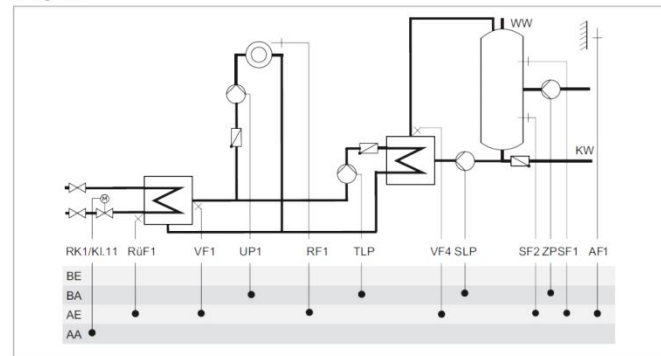 WW
KW
M
RK1/Kl.11 RüF1 VF1 UP1 RF1 TLP VF4 SLP SF2 ZP SF1 AF1
BE
BA
AE
AA